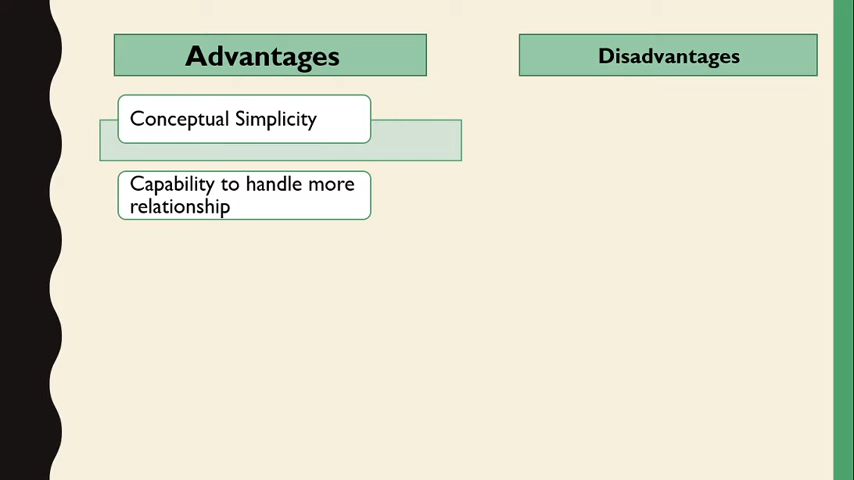 Advantages
Disadvantages
Conceptual Simplicity
Capability to handle more
relationship